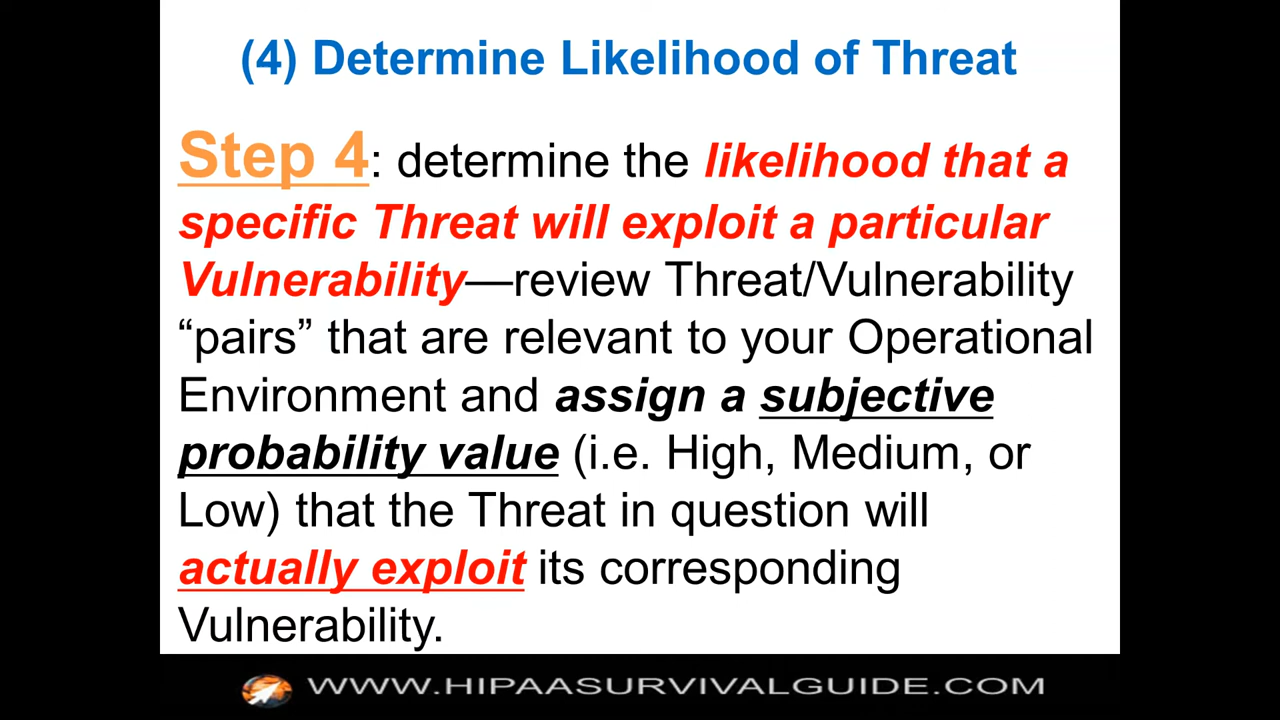 (4) Determine Likelihood of Threat
Step 4: determine the likelihood that a
specific Threat will exploit a particular
Vulnerability—review Threat/Vulnerability
“pairs” that are relevant to your Operational
Environment and assign a subjective
probability value (i.e. High, Medium, or
Low) that the Threat in question will
actually exploit its corresponding
Vulnerability.
WWW.HIPAASURVIVALGUIDE.COM